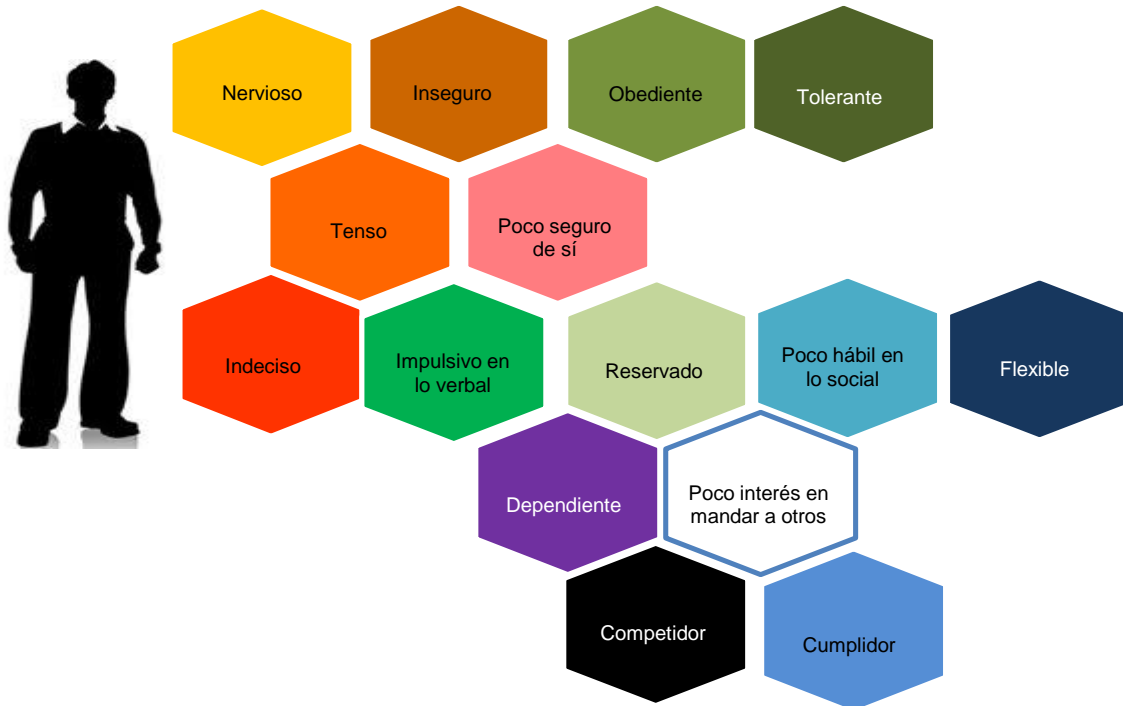 Nervioso
Inseguro
Obediente
Tolerante
Tenso
Poco seguro
de sí
Indeciso
Impulsivo en
lo verbal
Reservado
Poco hábil en
lo social
Flexible
Dependiente
Poco interés en
mandar a otros
Competidor
Cumplidor